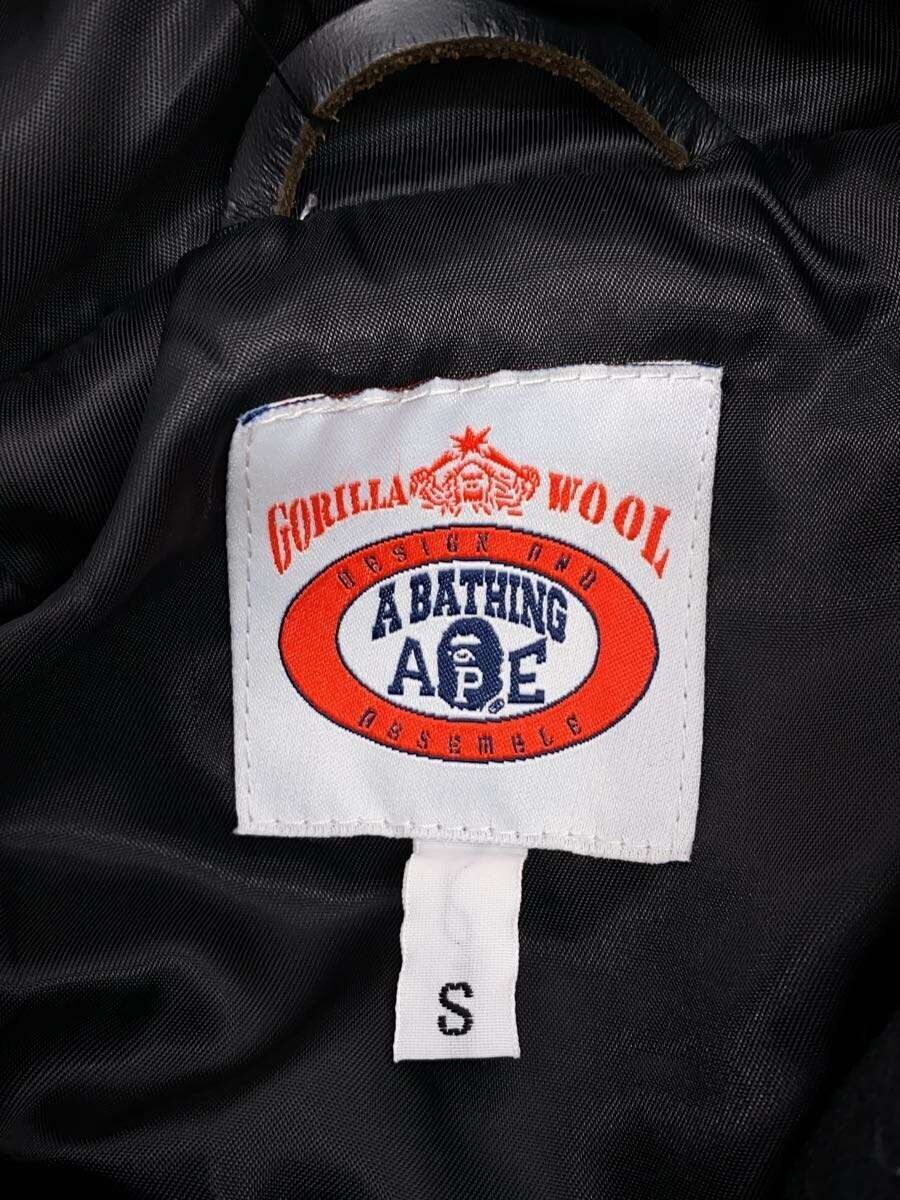 GORILLA WOOL
DESIGN AND
A BATHING
APE
ASSEMBLE
S